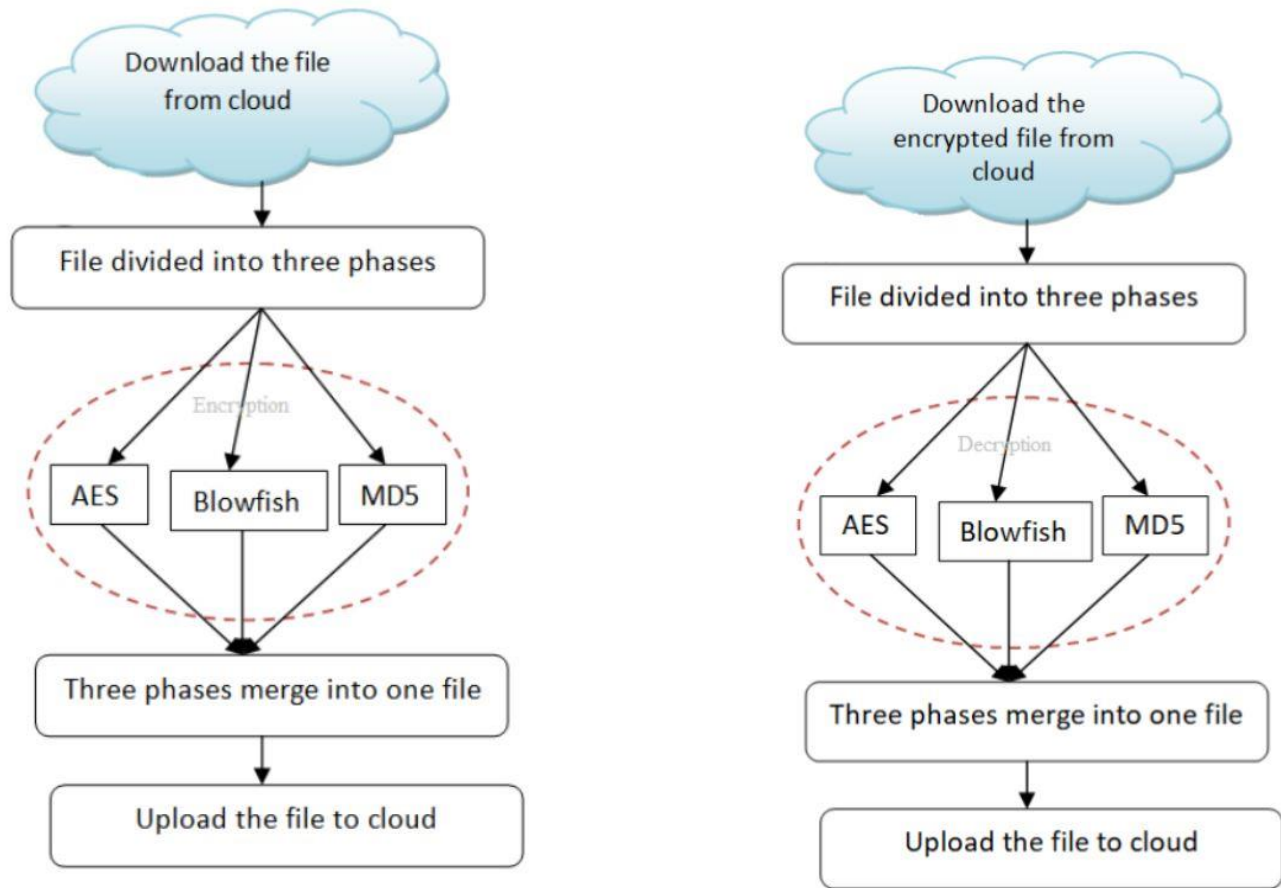 Download the file
from cloud
File divided into three phases
Encryption
AES
Blowfish
MD5
Three phases merge into one file
Upload the file to cloud
Download the
encrypted file from
cloud
File divided into three phases
Decryption
AES
Blowfish
MD5
Three phases merge into one file
Upload the file to cloud